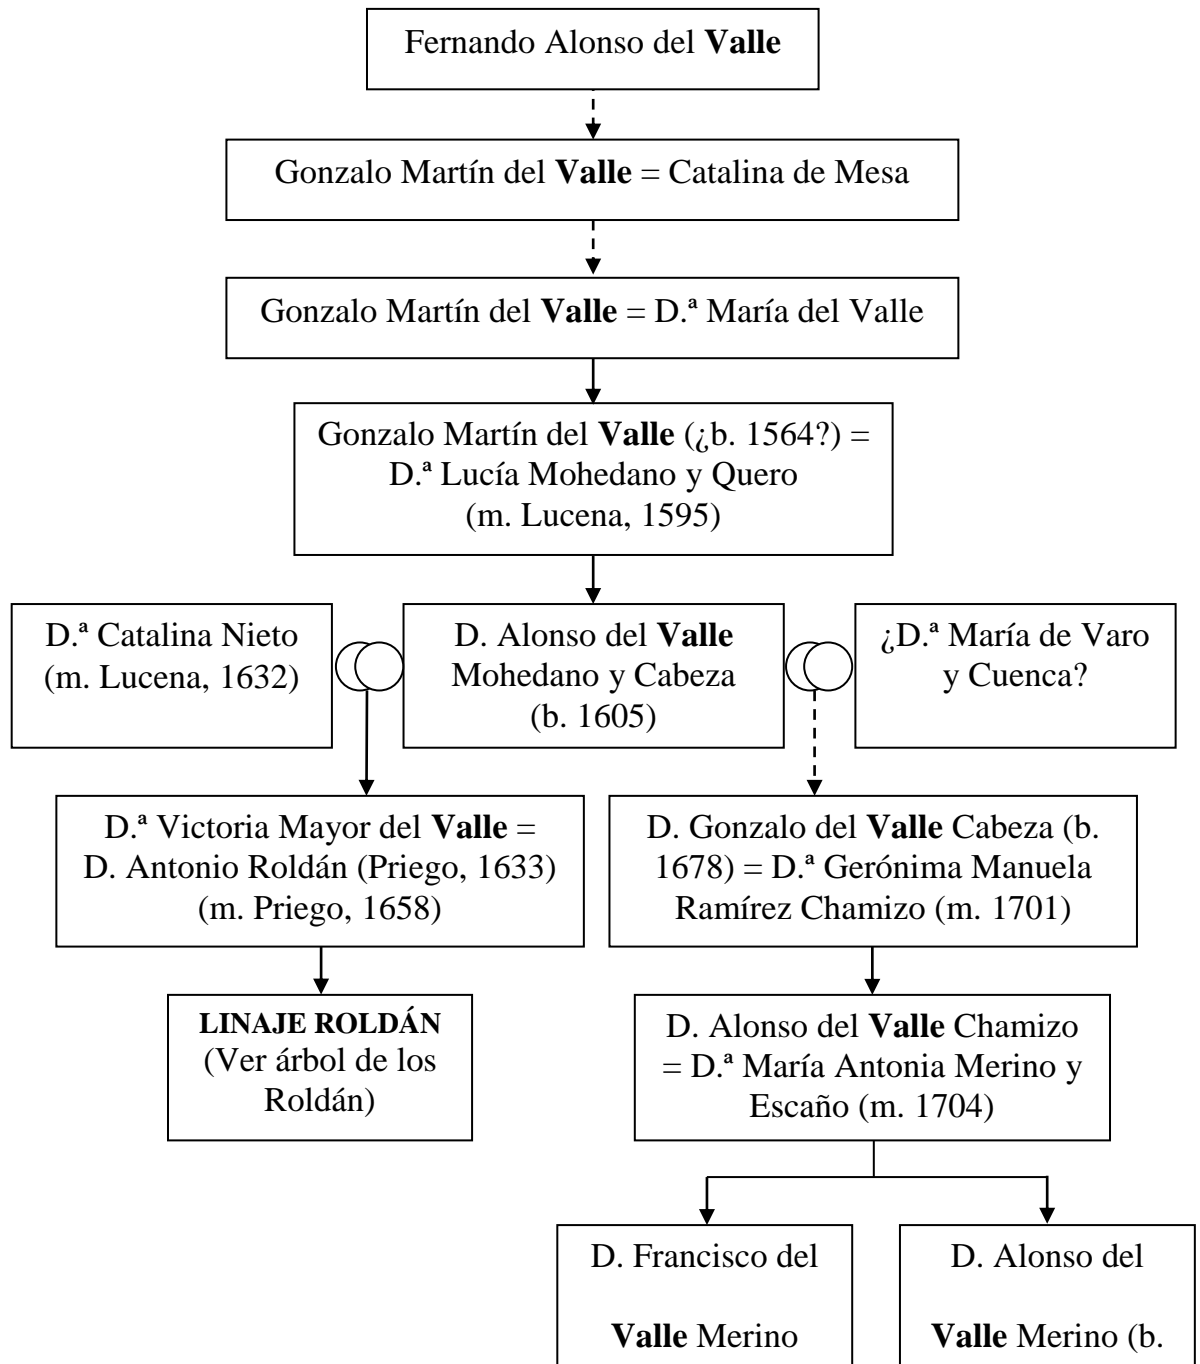 Fernando Alonso del Valle
Gonzalo Martín del Valle = Catalina de Mesa
Gonzalo Martín del Valle = D.ª María del Valle
Gonzalo Martín del Valle (¿b. 1564?) =
D.ª Lucía Mohedano y Quero
(m. Lucena, 1595)
D.ª Catalina Nieto
(m. Lucena, 1632)
D. Alonso del Valle
Mohedano y Cabeza
(b. 1605)
¿D.ª María de Varo
y Cuenca?
D.ª Victoria Mayor del Valle =
D. Antonio Roldán (Priego, 1633)
(m. Priego, 1658)
D. Gonzalo del Valle Cabeza (b.
1678) = D.ª Gerónima Manuela
Ramírez Chamizo (m. 1701)
LINAJE ROLDÁN
(Ver árbol de los
Roldán)
D. Alonso del Valle Chamizo
= D.ª María Antonia Merino y
Escaño (m. 1704)
D. Francisco del
Valle Merino
D. Alonso del
Valle Merino (b.